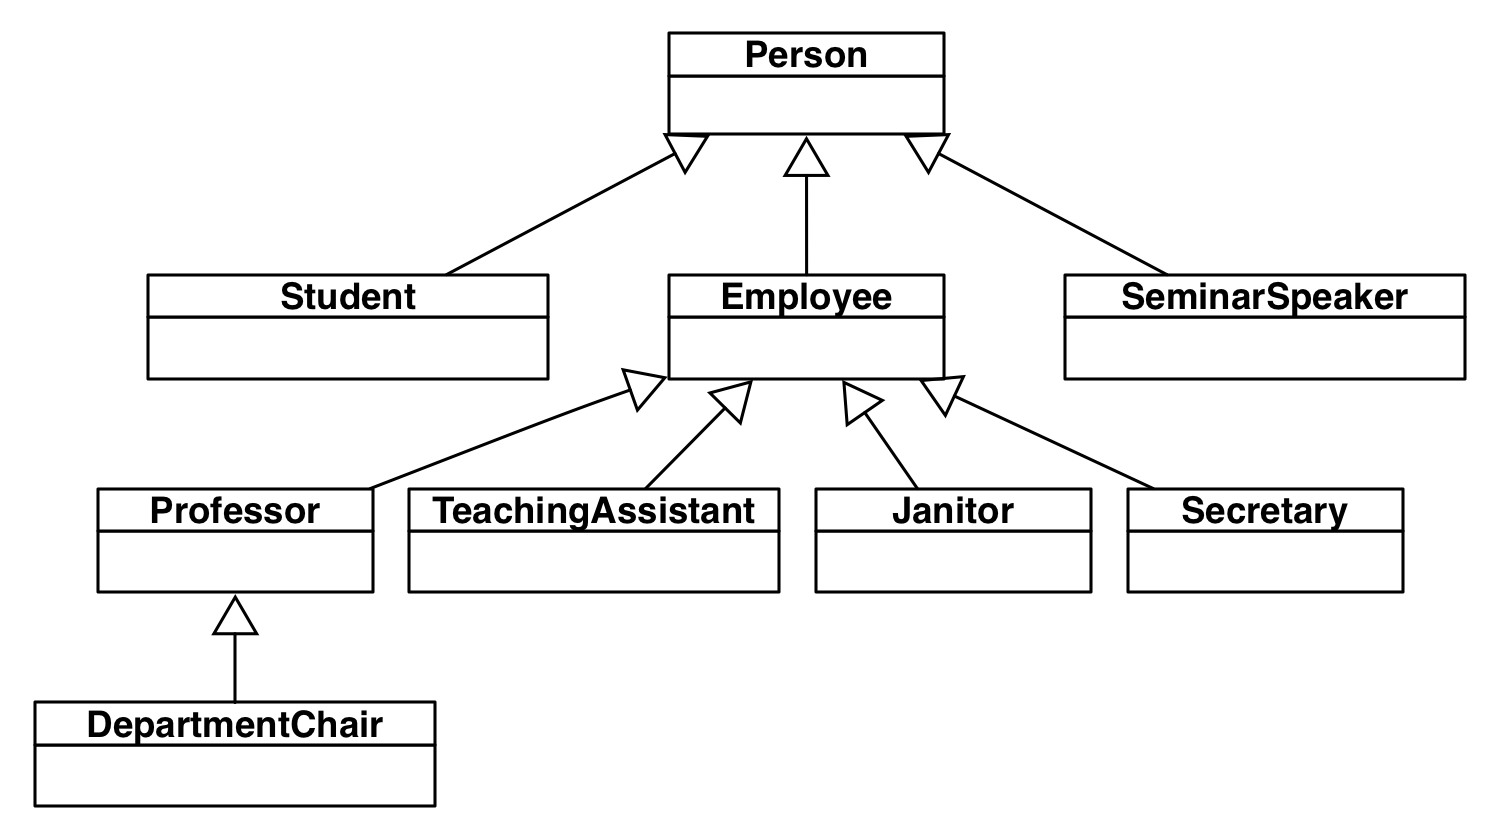 Person
Student
Employee
SeminarSpeaker
Professor
TeachingAssistant
Janitor
Secretary
DepartmentChair